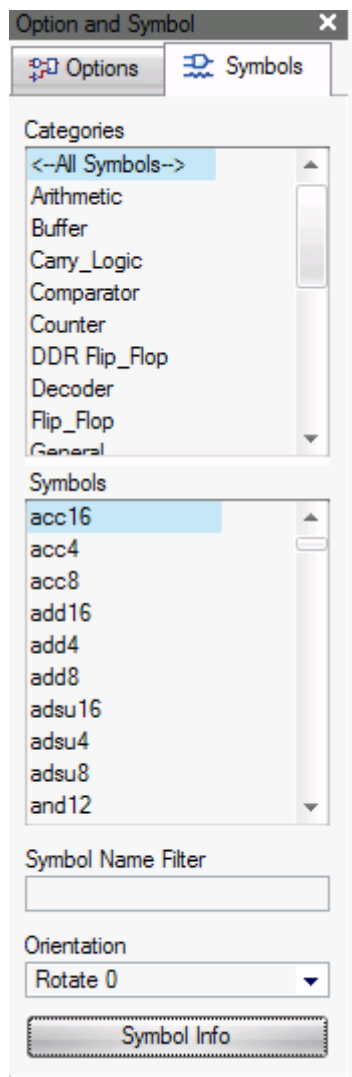 Option and Symbol
Options Symbols
Categories
<--All Symbols-->
Arithmetic
Buffer
Carry_Logic
Comparator
Counter
DDR Flip_Flop
Decoder
Flip_Flop
General
Symbols
acc16
acc4
acc8
add16
add4
add8
adsu16
adsu4
adsu8
and12
Symbol Name Filter
Orientation
Rotate 0
Symbol Info